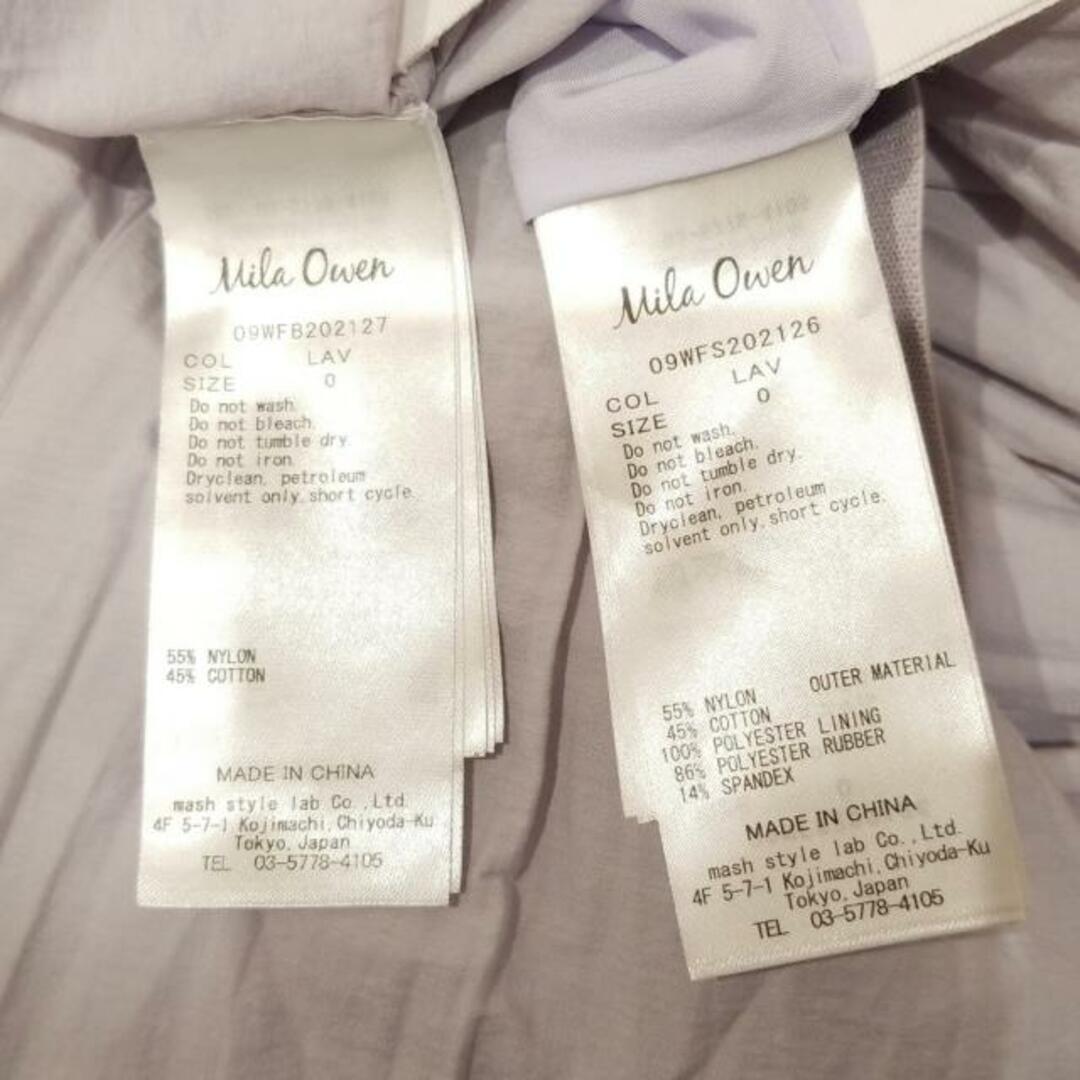 Mila Owen
09WFB202127
COL LAV
SIZE 0
Do not wash.
Do not bleach.
Do not tumble dry.
Do not iron.
Dryclean, petroleum
solvent only, short cycle.
55% NYLON
45% COTTON
MADE IN CHINA
mash style lab Co.,Ltd.
4F 5-7-1 Kojimachi, Chiyoda-Ku
Tokyo, Japan
TEL 03-5778-4105
Mila Owen
09WFS202126
COL LAV
SIZE 0
Do not wash.
Do not bleach.
Do not tumble dry.
Do not iron.
Dryclean, petroleum
solvent only, short cycle.
OUTER MATERIAL
55% NYLON
45% COTTON
100% POLYESTER LINING
86% POLYESTER RUBBER
14% SPANDEX
MADE IN CHINA
mash style lab Co.,Ltd.
4F 5-7-1 Kojimachi, Chiyoda-Ku
Tokyo, Japan
TEL 03-5778-4105